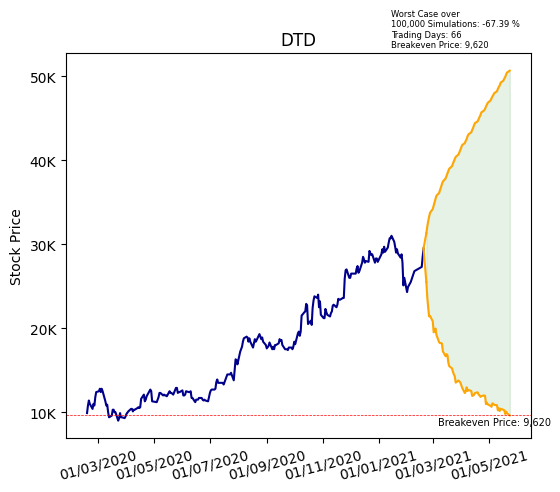 Worst Case over
100,000 Simulations: -67.39 %
Trading Days: 66
Breakeven Price: 9,620
DTD
Stock Price
50K
40K
30K
20K
10K
Breakeven Price: 9,620
01/03/2020
01/05/2020
01/07/2020
01/09/2020
01/11/2020
01/01/2021
01/03/2021
01/05/2021